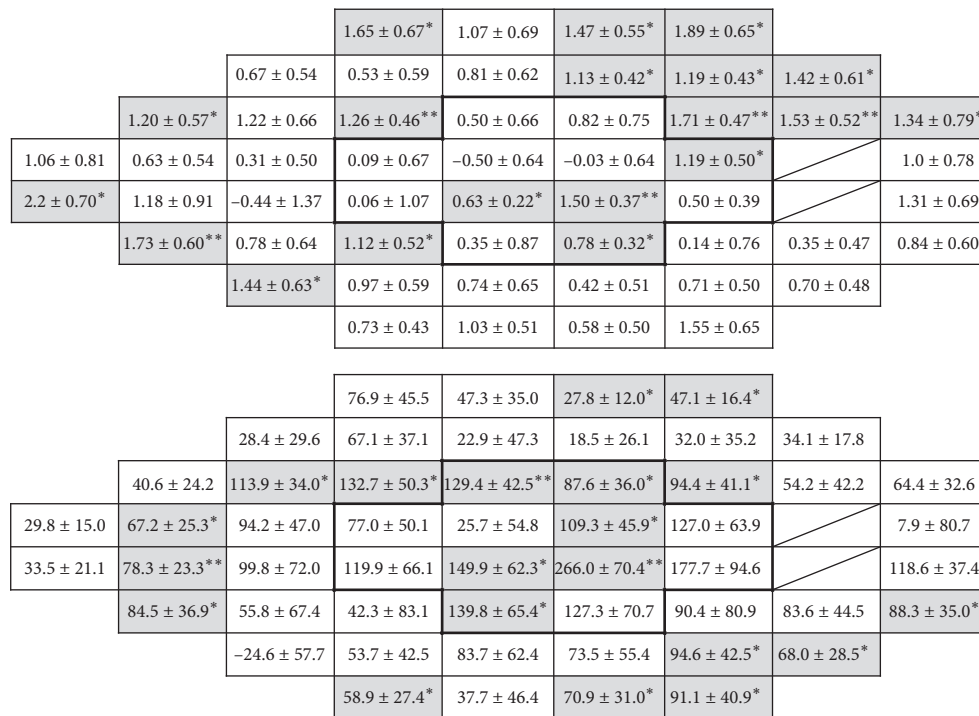 1.65 ± 0.67* 1.07 ± 0.69 1.47 ± 0.55* 1.89 ± 0.65*
0.67 ± 0.54 0.53 ± 0.59 0.81 ± 0.62 1.13 ± 0.42* 1.19 ± 0.43* 1.42 ± 0.61*
1.20 ± 0.57* 1.22 ± 0.66 1.26 ± 0.46** 0.50 ± 0.66 0.82 ± 0.75 1.71 ± 0.47** 1.53 ± 0.52** 1.34 ± 0.79*
1.06 ± 0.81 0.63 ± 0.54 0.31 ± 0.50 0.09 ± 0.67 –0.50 ± 0.64 –0.03 ± 0.64 1.19 ± 0.50* 1.0 ± 0.78
2.2 ± 0.70* 1.18 ± 0.91 –0.44 ± 1.37 0.06 ± 1.07 0.63 ± 0.22* 1.50 ± 0.37** 0.50 ± 0.39 1.31 ± 0.69
1.73 ± 0.60** 0.78 ± 0.64 1.12 ± 0.52* 0.35 ± 0.87 0.78 ± 0.32* 0.14 ± 0.76 0.35 ± 0.47 0.84 ± 0.60
1.44 ± 0.63* 0.97 ± 0.59 0.74 ± 0.65 0.42 ± 0.51 0.71 ± 0.50 0.70 ± 0.48
0.73 ± 0.43 1.03 ± 0.51 0.58 ± 0.50 1.55 ± 0.65
76.9 ± 45.5 47.3 ± 35.0 27.8 ± 12.0* 47.1 ± 16.4*
28.4 ± 29.6 67.1 ± 37.1 22.9 ± 47.3 18.5 ± 26.1 32.0 ± 35.2 34.1 ± 17.8
40.6 ± 24.2 113.9 ± 34.0* 132.7 ± 50.3* 129.4 ± 42.5** 87.6 ± 36.0* 94.4 ± 41.1* 54.2 ± 42.2 64.4 ± 32.6
29.8 ± 15.0 67.2 ± 25.3* 94.2 ± 47.0 77.0 ± 50.1 25.7 ± 54.8 109.3 ± 45.9* 127.0 ± 63.9 7.9 ± 80.7
33.5 ± 21.1 78.3 ± 23.3** 99.8 ± 72.0 119.9 ± 66.1 149.9 ± 62.3* 266.0 ± 70.4** 177.7 ± 94.6 118.6 ± 37.4
84.5 ± 36.9* 55.8 ± 67.4 42.3 ± 83.1 139.8 ± 65.4* 127.3 ± 70.7 90.4 ± 80.9 83.6 ± 44.5 88.3 ± 35.0*
–24.6 ± 57.7 53.7 ± 42.5 83.7 ± 62.4 73.5 ± 55.4 94.6 ± 42.5* 68.0 ± 28.5*
58.9 ± 27.4* 37.7 ± 46.4 70.9 ± 31.0* 91.1 ± 40.9*